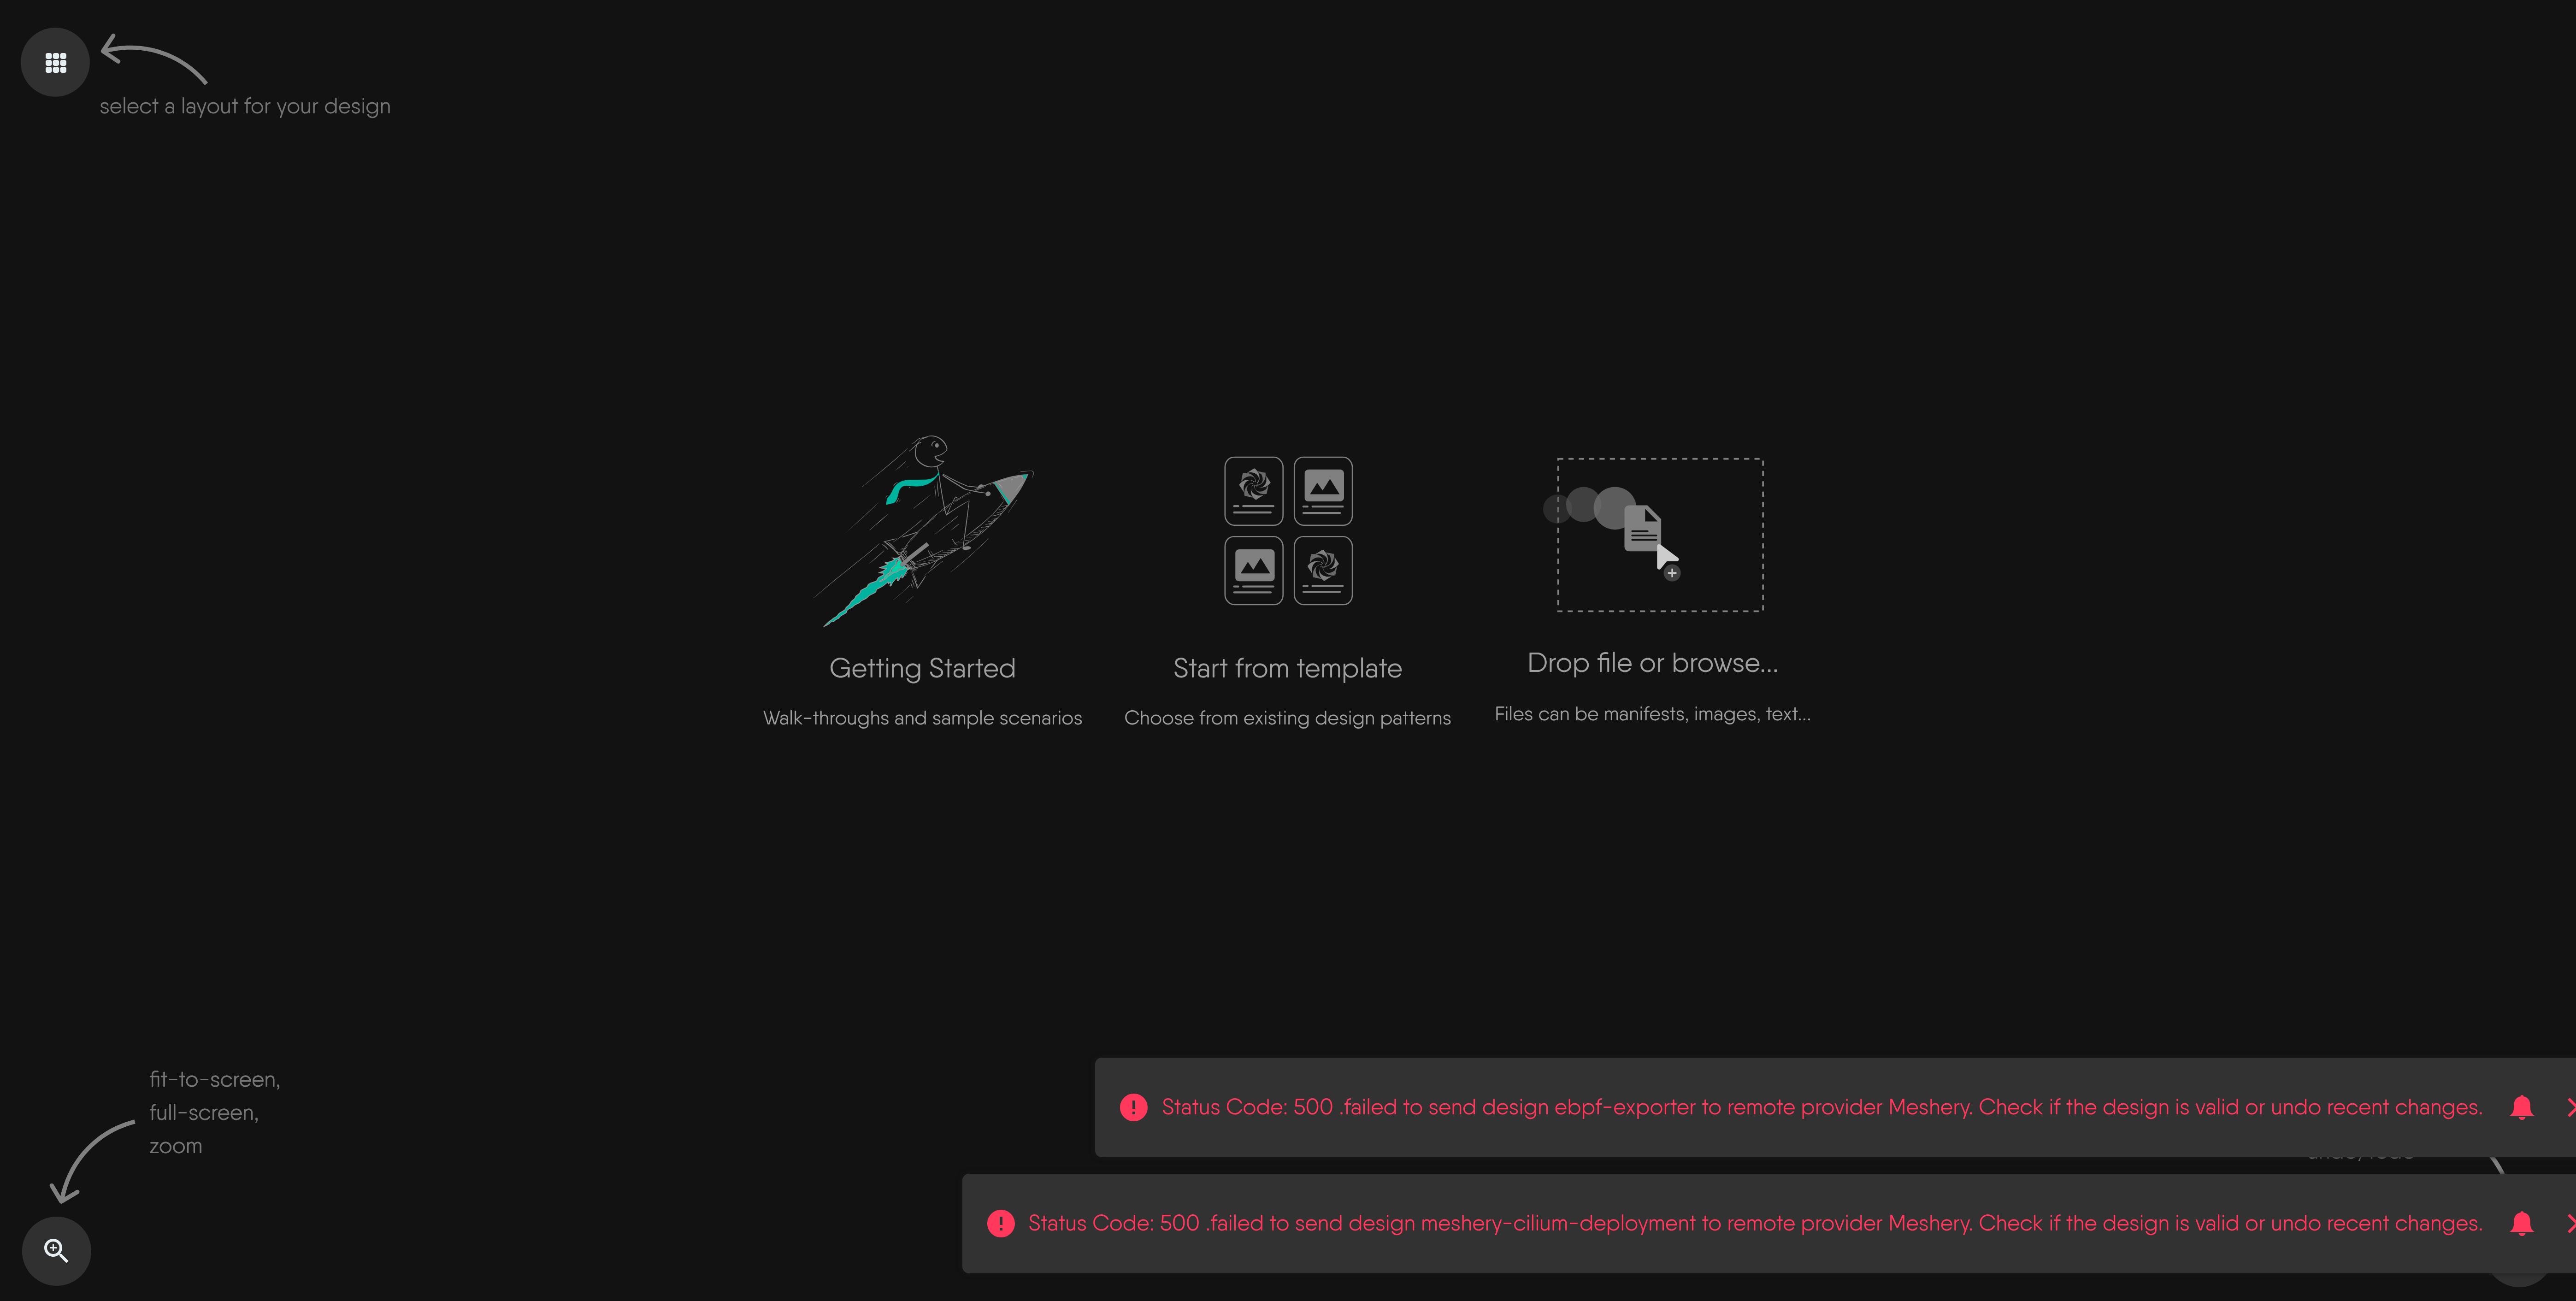 select a layout for your design
Getting Started
Walk-throughs and sample scenarios
Start from template
Choose from existing design patterns
Drop file or browse...
Files can be manifests, images, text...
fit-to-screen,
full-screen,
zoom
Status Code: 500 .failed to send design ebpf-exporter to remote provider Meshery. Check if the design is valid or undo recent changes.
Status Code: 500 .failed to send design meshery-cilium-deployment to remote provider Meshery. Check if the design is valid or undo recent changes.